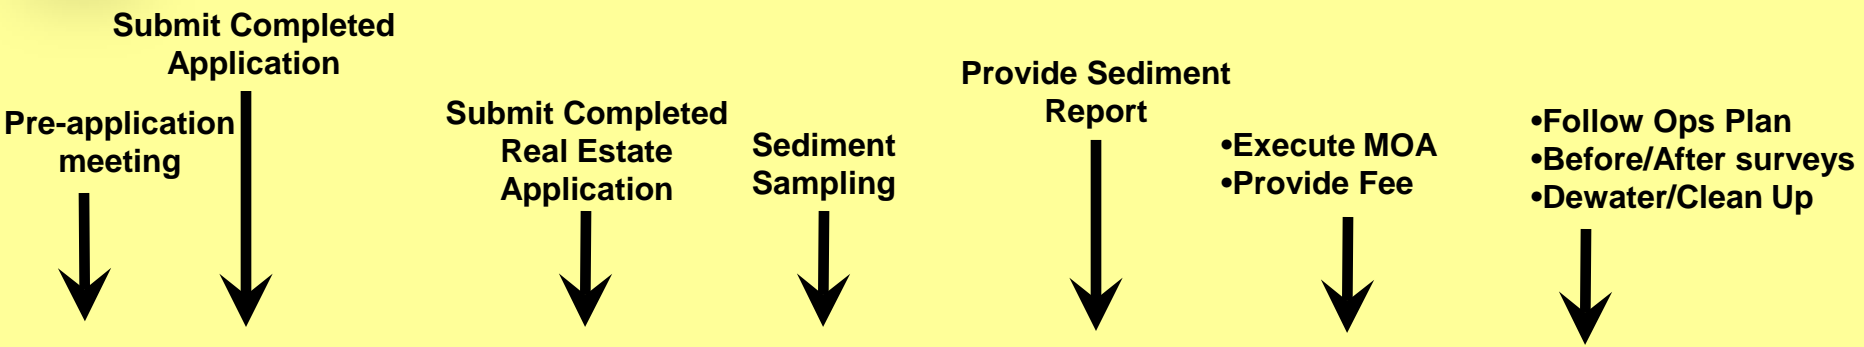 Submit Completed
Application
Pre-application
meeting
Submit Completed
Real Estate
Application
Sediment
Sampling
Provide Sediment
Report
•Execute MOA
•Provide Fee
•Follow Ops Plan
•Before/After surveys
•Dewater/Clean Up